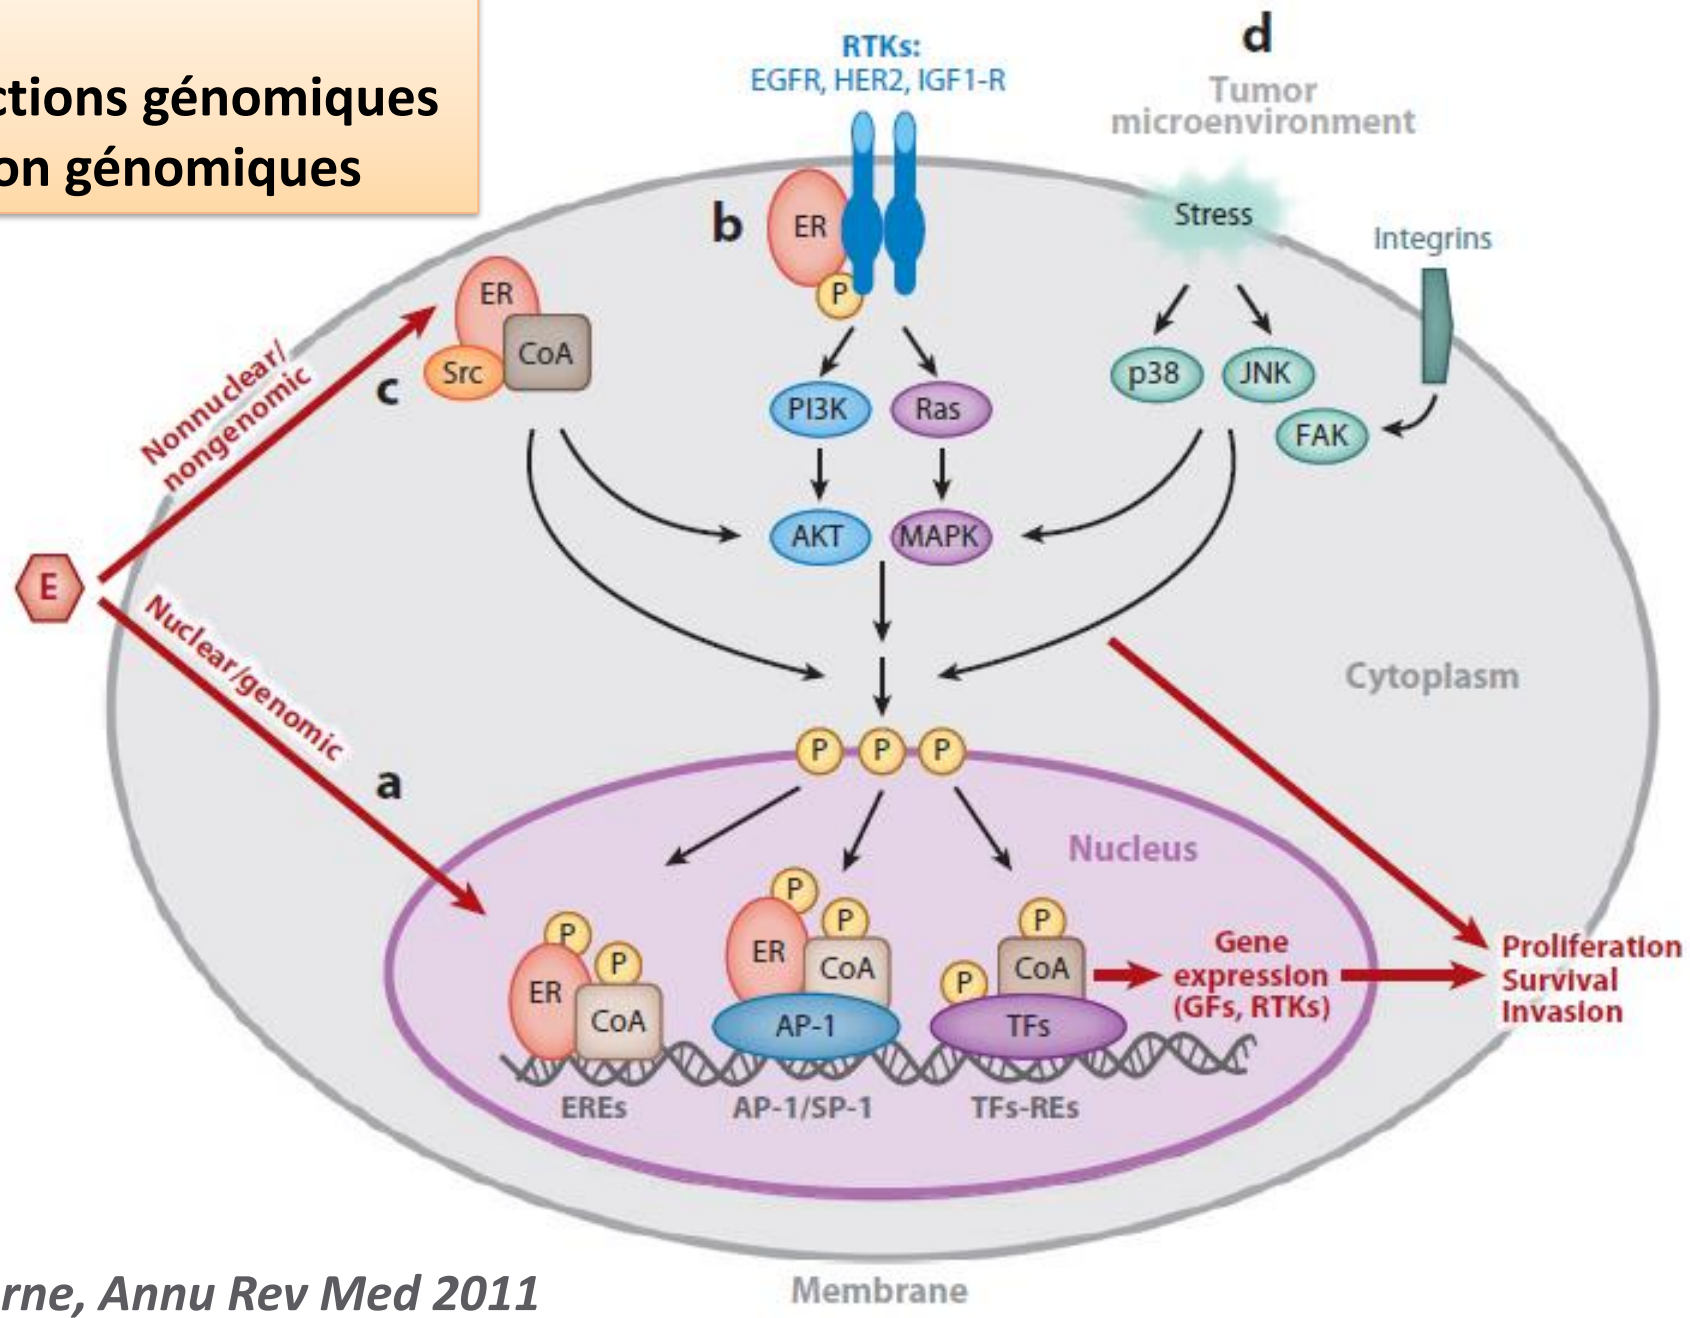 ctions génomiques
on génomiques
RTKs:
EGFR, HER2, IGF1-R
d
Tumor
microenvironment
Stress
Integrins
b
ER
P
ER
CoA
Src
c
Nonnuclear/
nongenomic
PI3K
Ras
p38
JNK
FAK
AKT
MAPK
E
Nuclear/genomic
a
Cytoplasm
P
P
P
Nucleus
P
ER
P
CoA
P
ER
P
CoA
AP-1
P
P
CoA
TFs
Gene
expression
(GFs, RTKs)
Proliferation
Survival
Invasion
EREs
AP-1/SP-1
TFs-REs
rne, Annu Rev Med 2011
Membrane